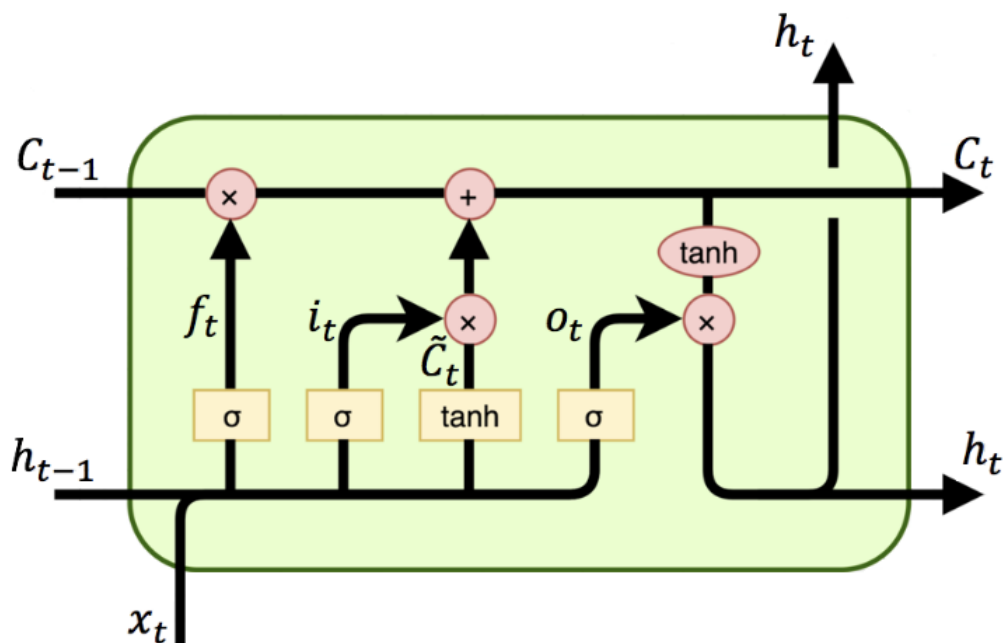 h_t
C_{t-1}
C_t
×
+
tanh
f_t
i_t
×
o_t
×
C̃_t
σ
σ
tanh
σ
h_{t-1}
h_t
x_t